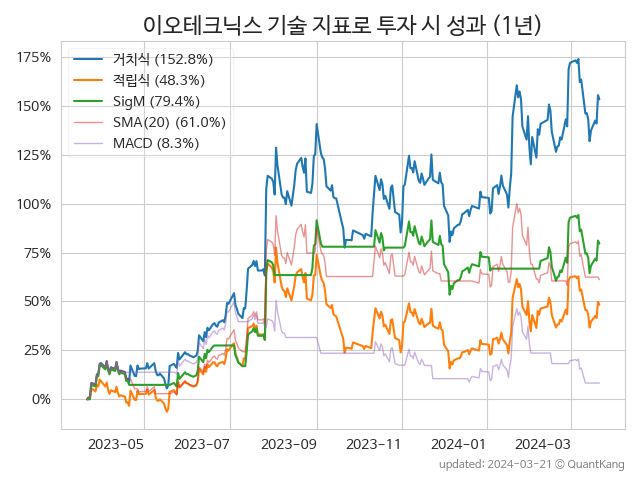 이오테크닉스 기술 지표로 투자 시 성과 (1년)
175%
150%
125%
100%
75%
50%
25%
0%
거치식 (152.8%)
적립식 (48.3%)
SigM (79.4%)
SMA(20) (61.0%)
MACD (8.3%)
2023-05 2023-07 2023-09 2023-11 2024-01 2024-03
updated: 2024-03-21 © QuantKang